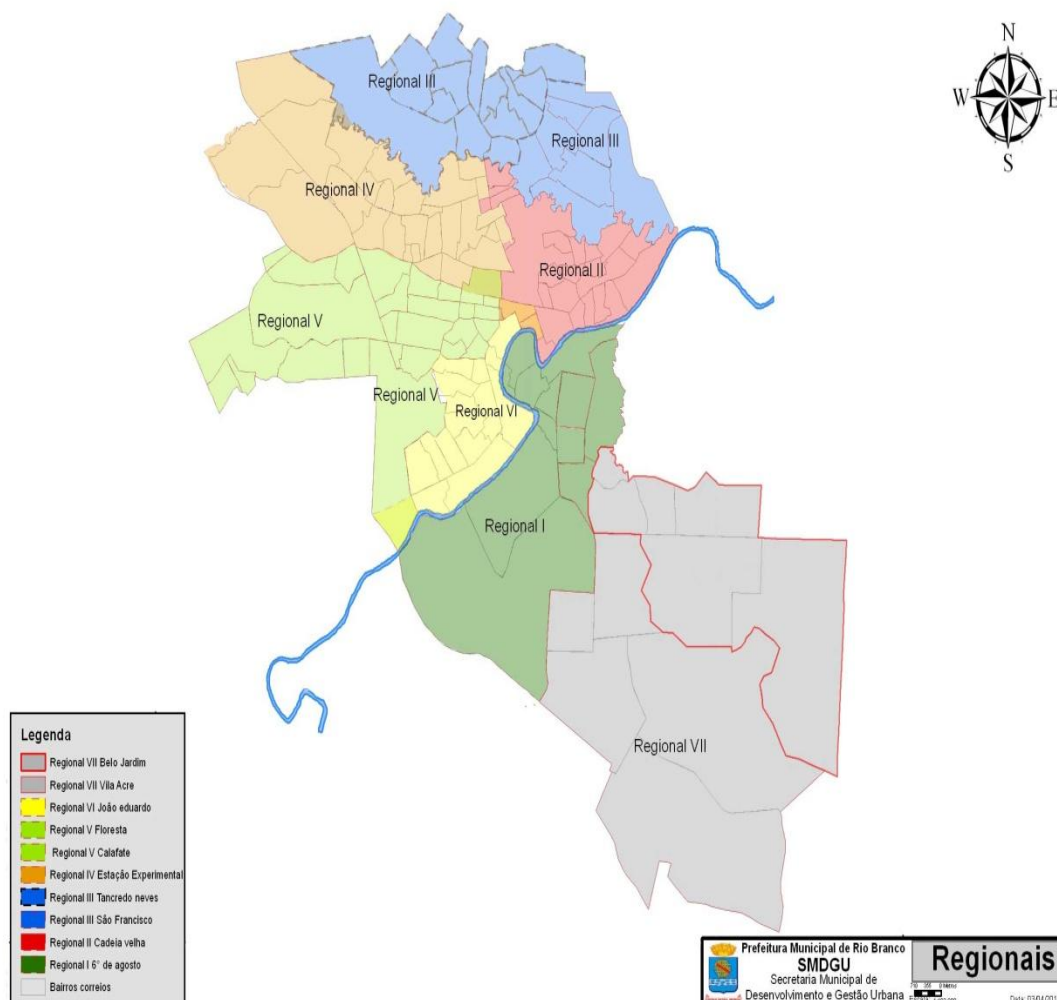 N
W E
S
Regional III
Regional III
Regional IV
Regional II
Regional V
Regional V
Regional VI
Regional I
Regional VII
Legenda
Regional VII Belo Jardim
Regional VII Vila Acre
Regional VI João eduardo
Regional V Floresta
Regional V Calafate
Regional IV Estação Experimental
Regional III Tancredo neves
Regional III São Francisco
Regional II Cadeia velha
Regional I 6° de agosto
Bairros correios
Prefeitura Municipal de Rio Branco
SMDGU
Secretaria Municipal de
Desenvolvimento e Gestão Urbana
Regionais